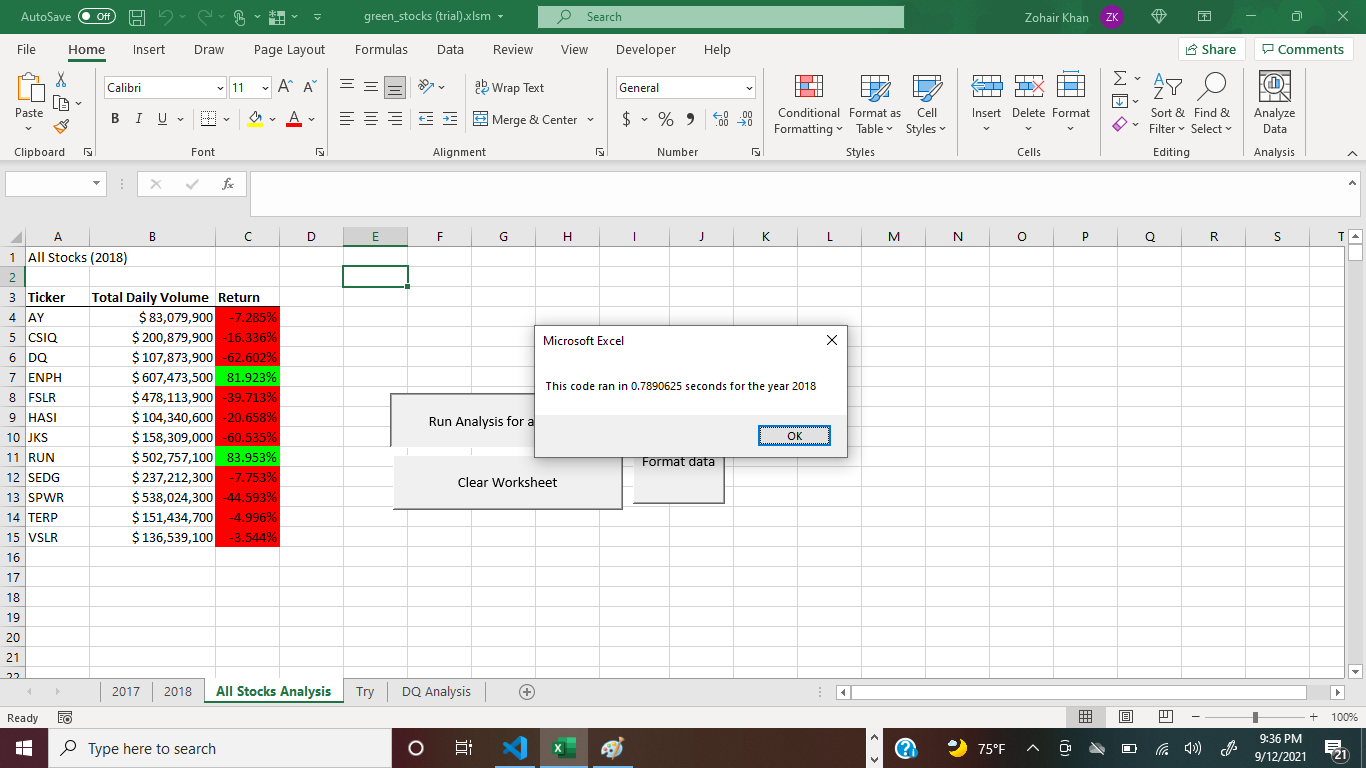 AutoSave Off green_stocks (trial).xlsm Search Zohair Khan ZK
File Home Insert Draw Page Layout Formulas Data Review View Developer Help Share Comments
Calibri 11 A A ab Wrap Text General
Paste B I U A Merge & Center $ % 9 Conditional Formatting Format as Table Cell Styles Insert Delete Format Sort & Filter Find & Select Analyze Data
Clipboard Font Alignment Number Styles Cells Editing Analysis
fx
A B C D E F G H I J K L M N O P Q R S T
1 All Stocks (2018)
2
3 Ticker Total Daily Volume Return
4 AY $ 83,079,900 -7.285%
5 CSIQ $ 200,879,900 -16.336%
6 DQ $ 107,873,900 -62.602%
7 ENPH $ 607,473,500 81.923%
8 FSLR $ 478,113,900 -39.713%
9 HASI $ 104,340,600 -20.658%
10 JKS $ 158,309,000 -60.535%
11 RUN $ 502,757,100 83.953%
12 SEDG $ 237,212,300 -7.753%
13 SPWR $ 538,024,300 -44.593%
14 TERP $ 151,434,700 -4.996%
15 VSLR $ 136,539,100 -3.544%
16
17
18
19
20
21
22
Microsoft Excel
This code ran in 0.7890625 seconds for the year 2018
OK
Run Analysis for a
Format data
Clear Worksheet
2017 2018 All Stocks Analysis Try DQ Analysis
Ready 100%
Type here to search 75°F 9:36 PM
9/12/2021 21